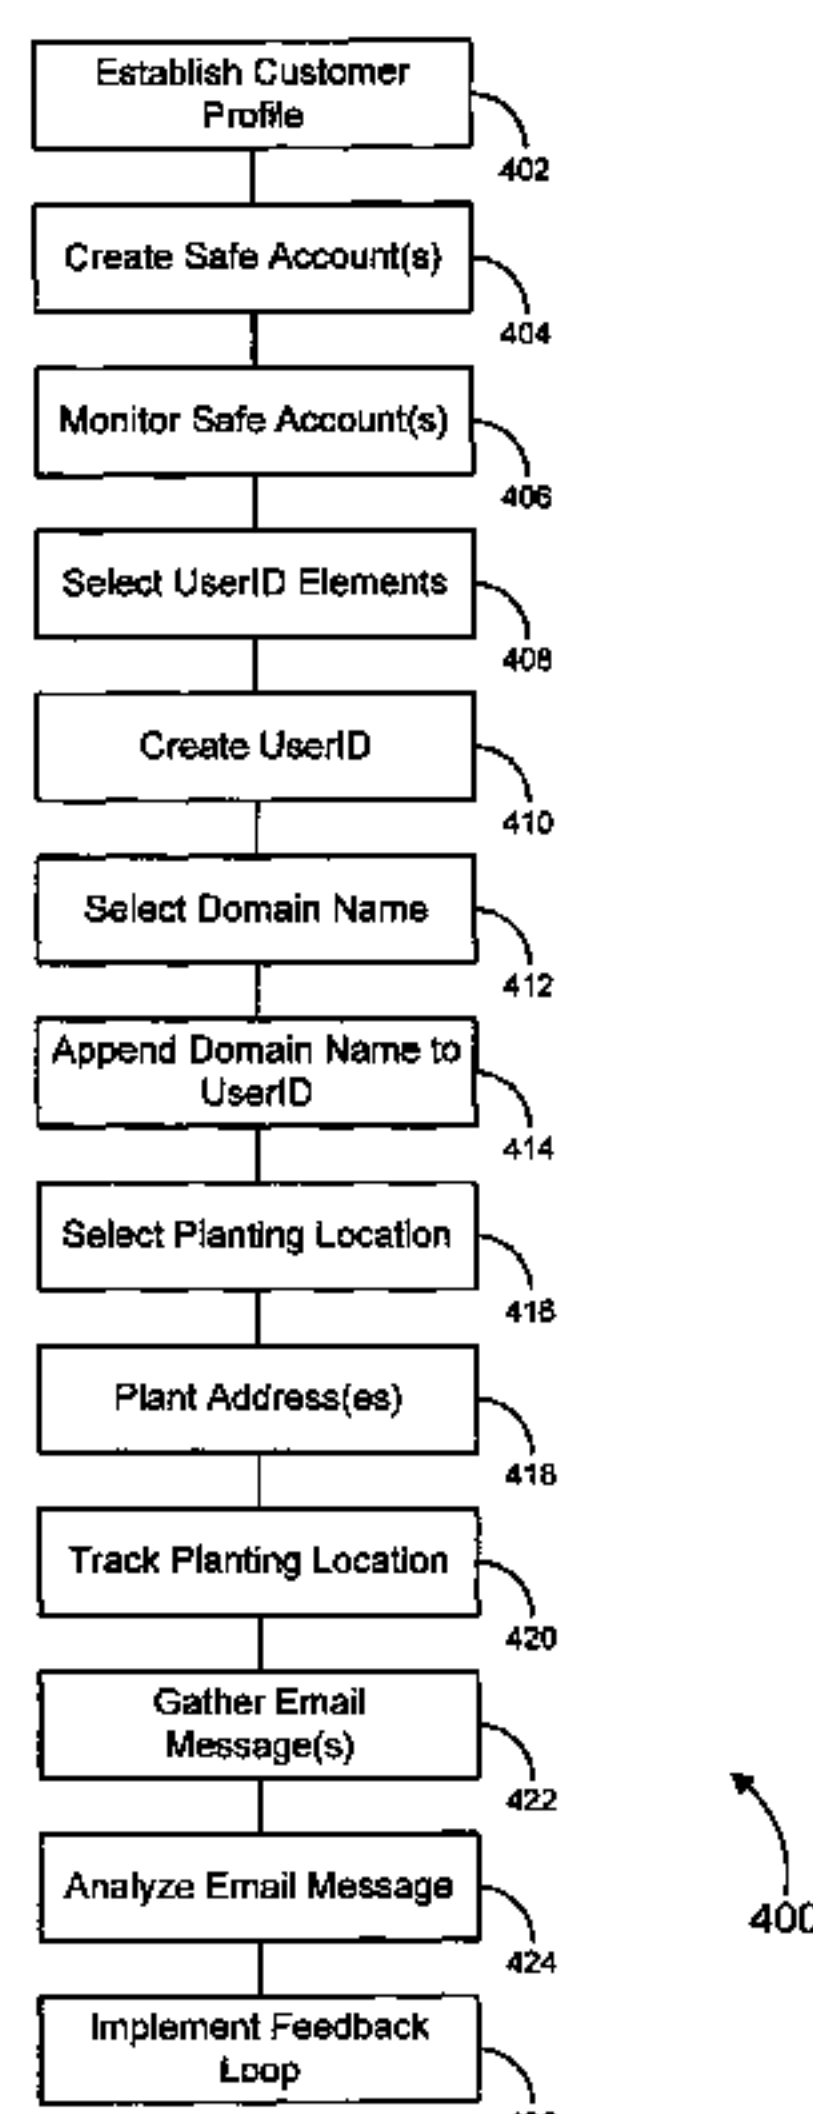 Establish Customer
Profile
402
Create Safe Account(s)
404
Monitor Safe Account(s)
406
Select UserID Elements
408
Create UserID
410
Select Domain Name
412
Append Domain Name to
UserID
414
Select Planting Location
416
Plant Address(es)
418
Track Planting Location
420
Gather Email
Message(s)
422
Analyze Email Message
424
400
Implement Feedback
Loop